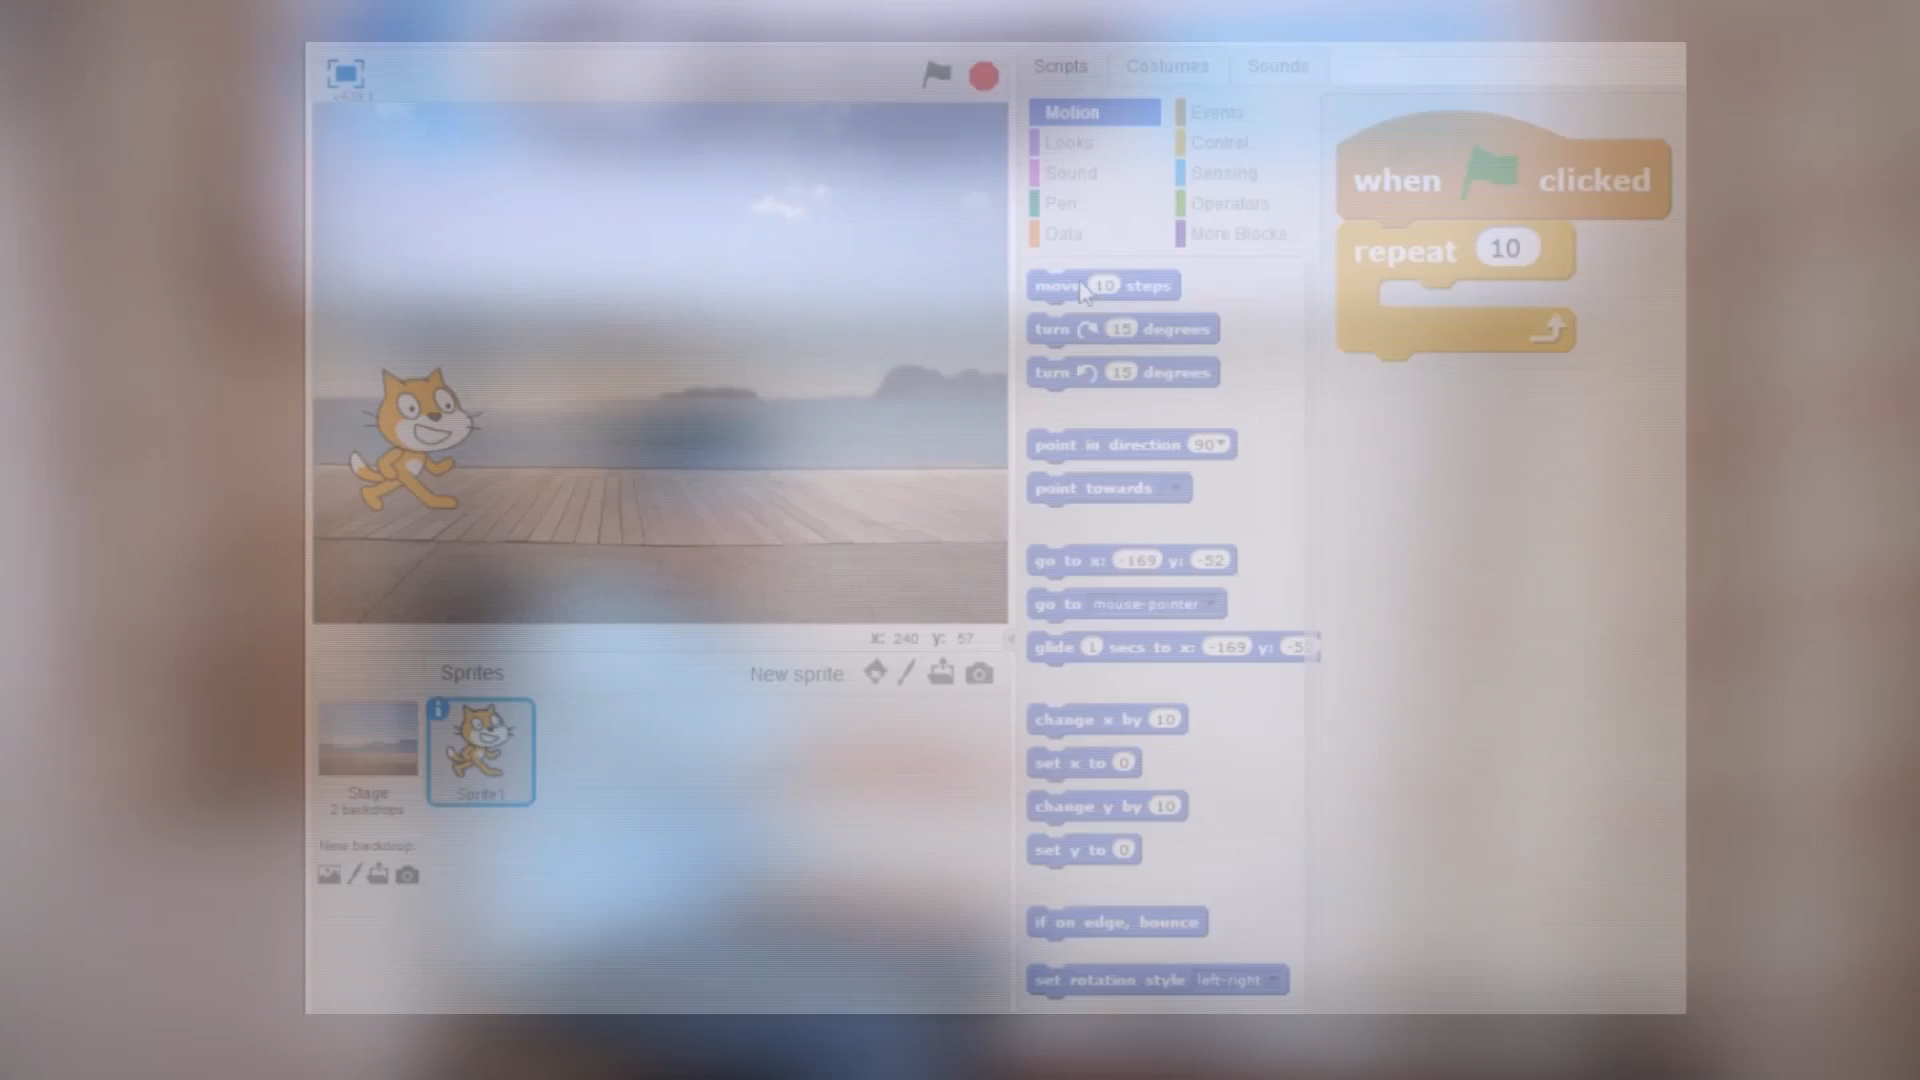 v429.1
Scripts
Costumes
Sounds
Motion
Events
Looks
Control
Sound
Sensing
Pen
Operators
Data
More Blocks
when clicked
repeat 10
move 10 steps
turn 15 degrees
turn 15 degrees
point in direction 90
point towards
go to x: -169 y: -52
go to mouse-pointer
glide 1 secs to x: -169 y: -5
change x by 10
set x to 0
change y by 10
set y to 0
if on edge, bounce
set rotation style left-right
x: 240 y: 57
Sprites
New sprite
Stage
2 backdrops
Sprite1
New backdrop: